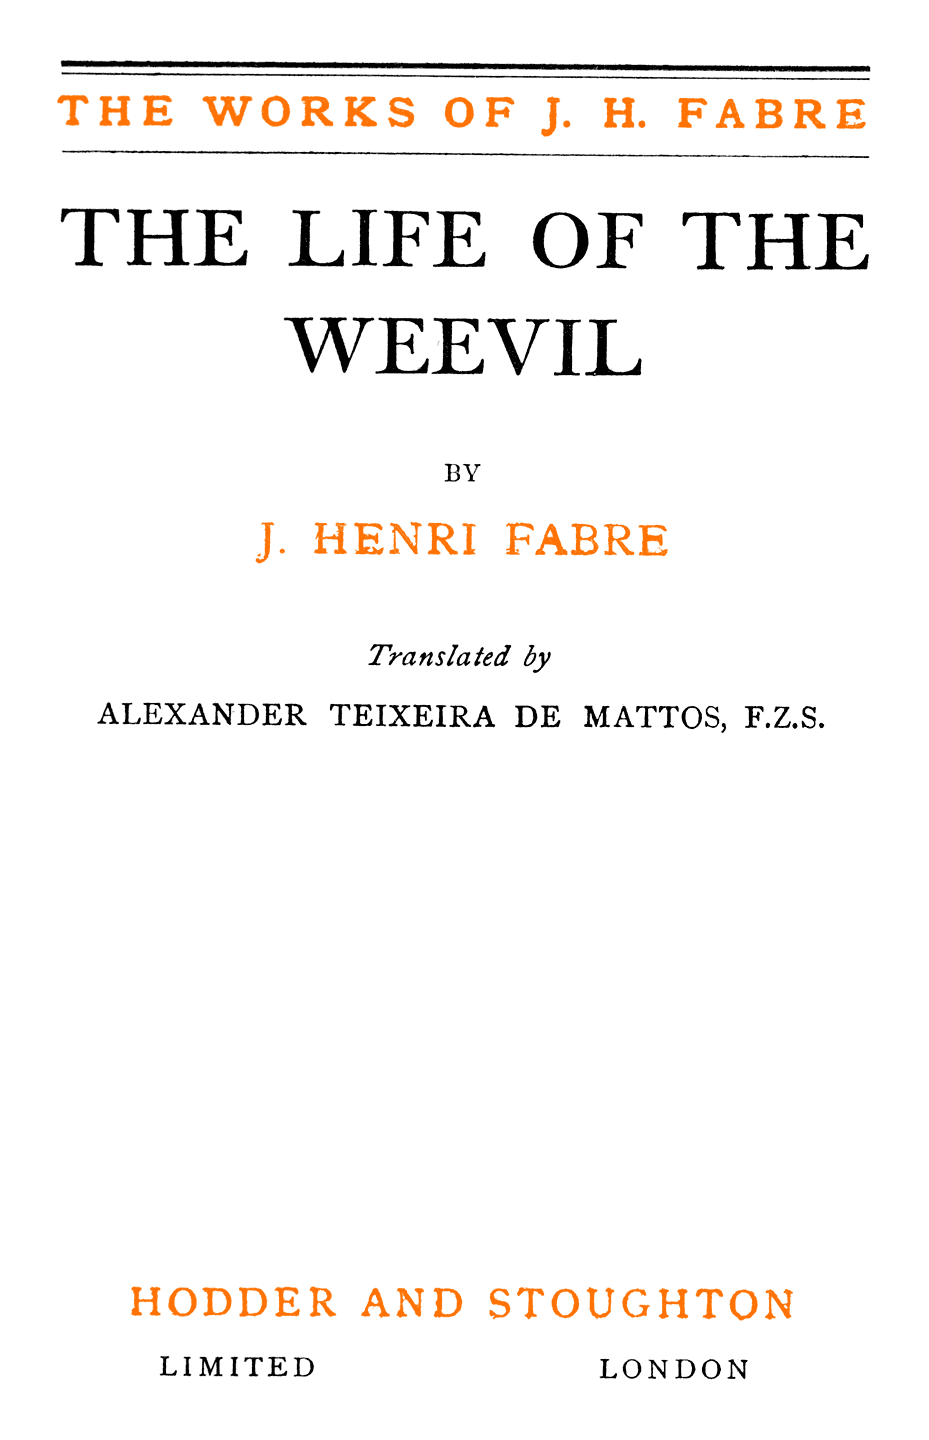 THE WORKS OF J. H. FABRE
THE LIFE OF THE
WEEVIL
BY
J. HENRI FABRE
Translated by
ALEXANDER TEIXEIRA DE MATTOS, F.Z.S.
HODDER AND STOUGHTON
LIMITED LONDON